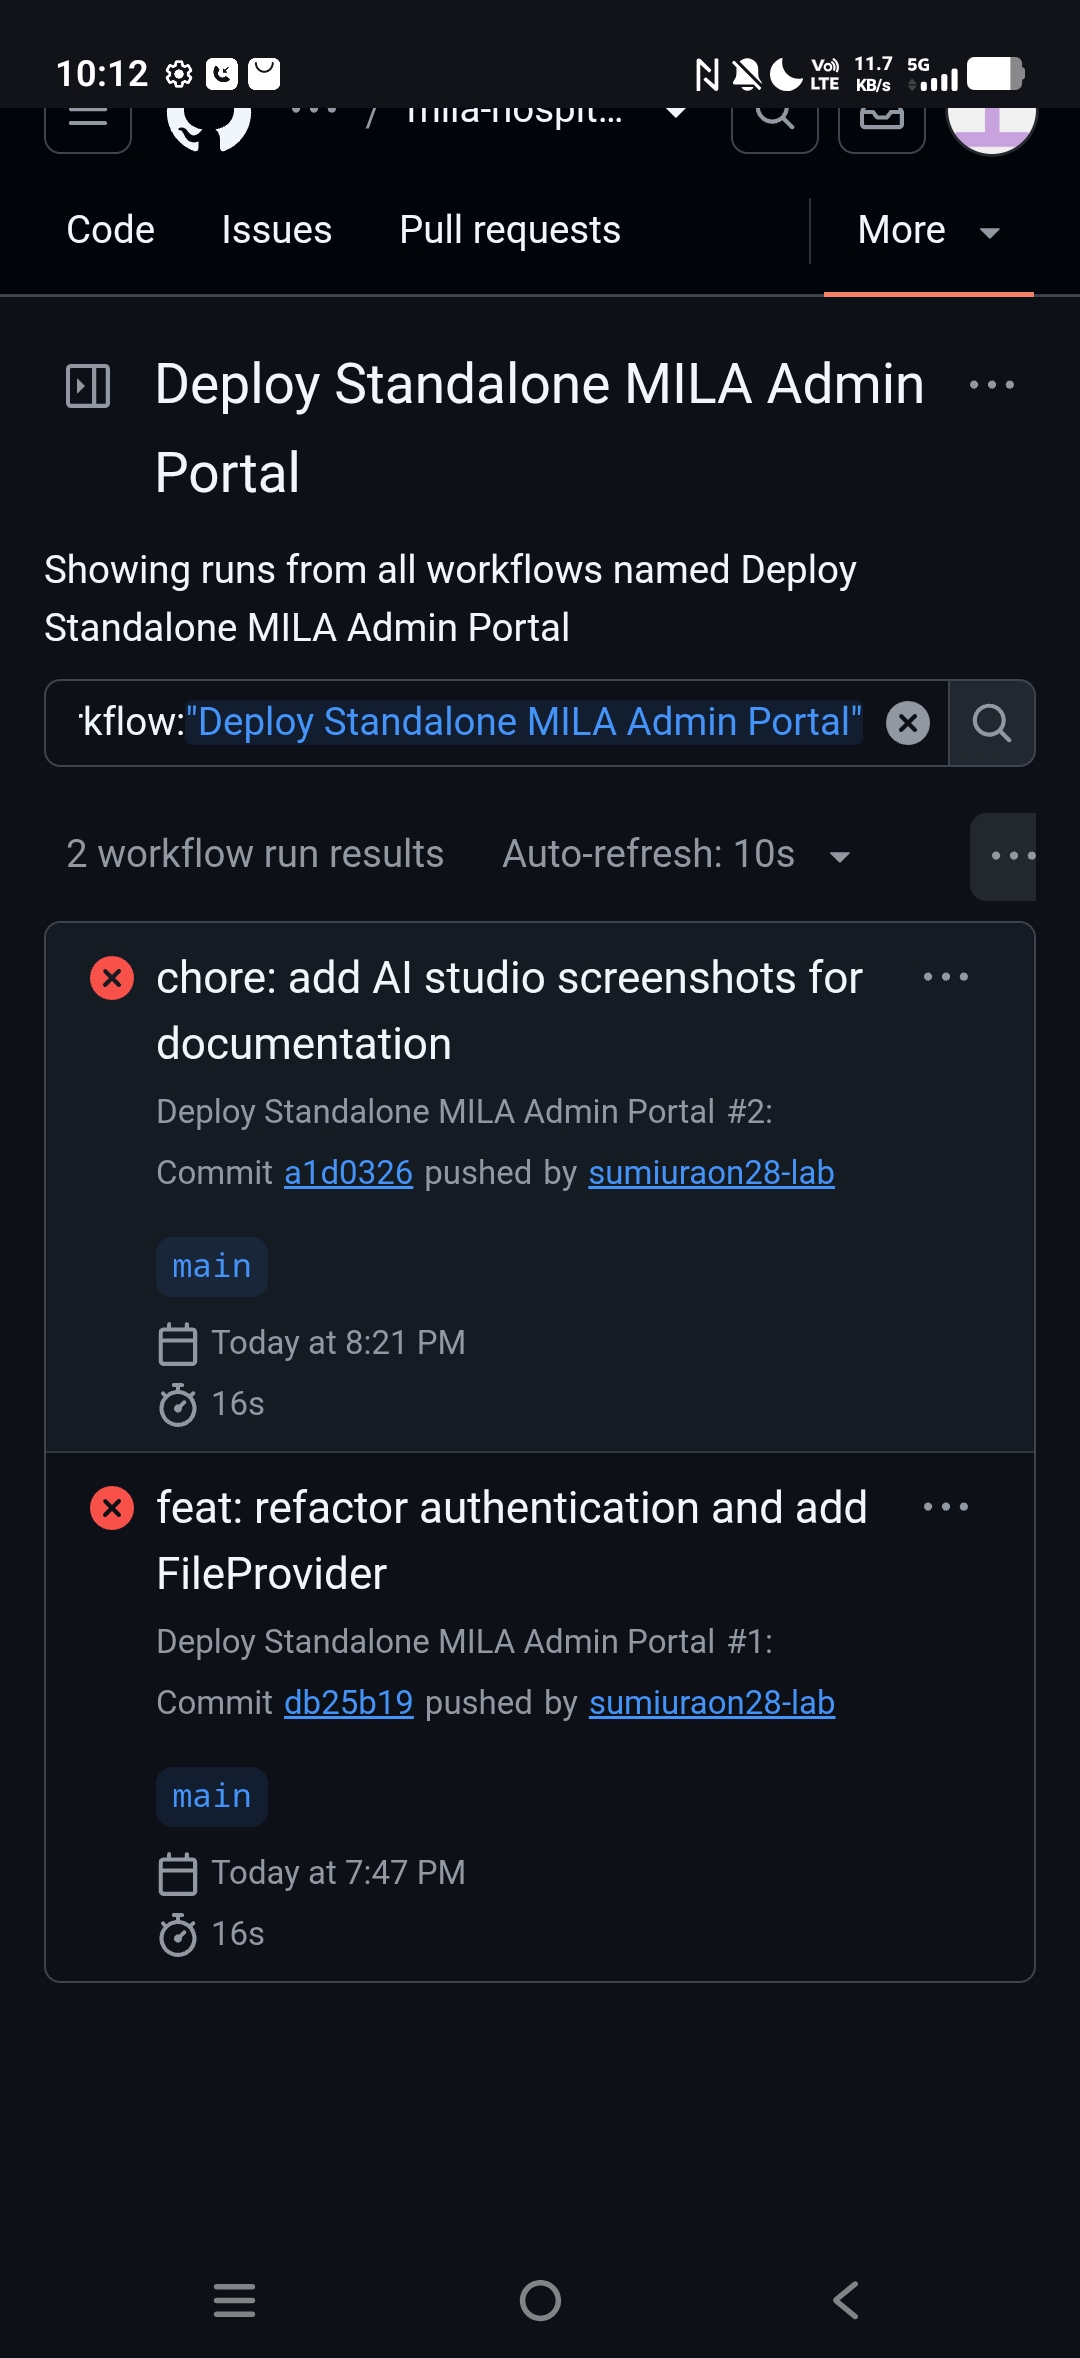 10:12
Vo))
LTE
11.7
KB/s
5G
... / mila-hospit...
Code Issues Pull requests More
Deploy Standalone MILA Admin
Portal
Showing runs from all workflows named Deploy
Standalone MILA Admin Portal
kflow:"Deploy Standalone MILA Admin Portal"
2 workflow run results Auto-refresh: 10s
chore: add AI studio screenshots for
documentation
Deploy Standalone MILA Admin Portal #2:
Commit a1d0326 pushed by sumiuraon28-lab
main
Today at 8:21 PM
16s
feat: refactor authentication and add
FileProvider
Deploy Standalone MILA Admin Portal #1:
Commit db25b19 pushed by sumiuraon28-lab
main
Today at 7:47 PM
16s